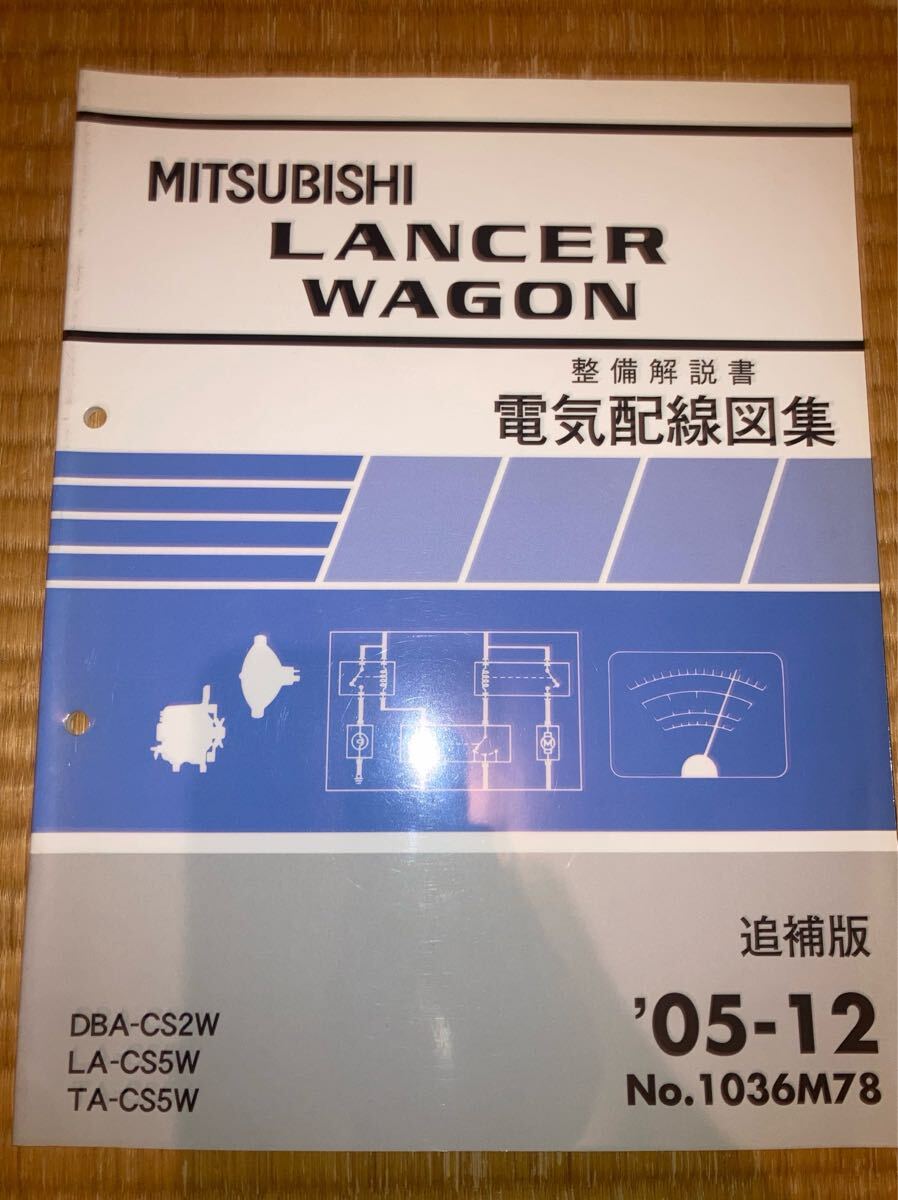 MITSUBISHI
LANCER
WAGON
整備解説書
電気配線図集
P
M
追補版
DBA-CS2W
LA-CS5W
TA-CS5W
'05-12
No.1036M78